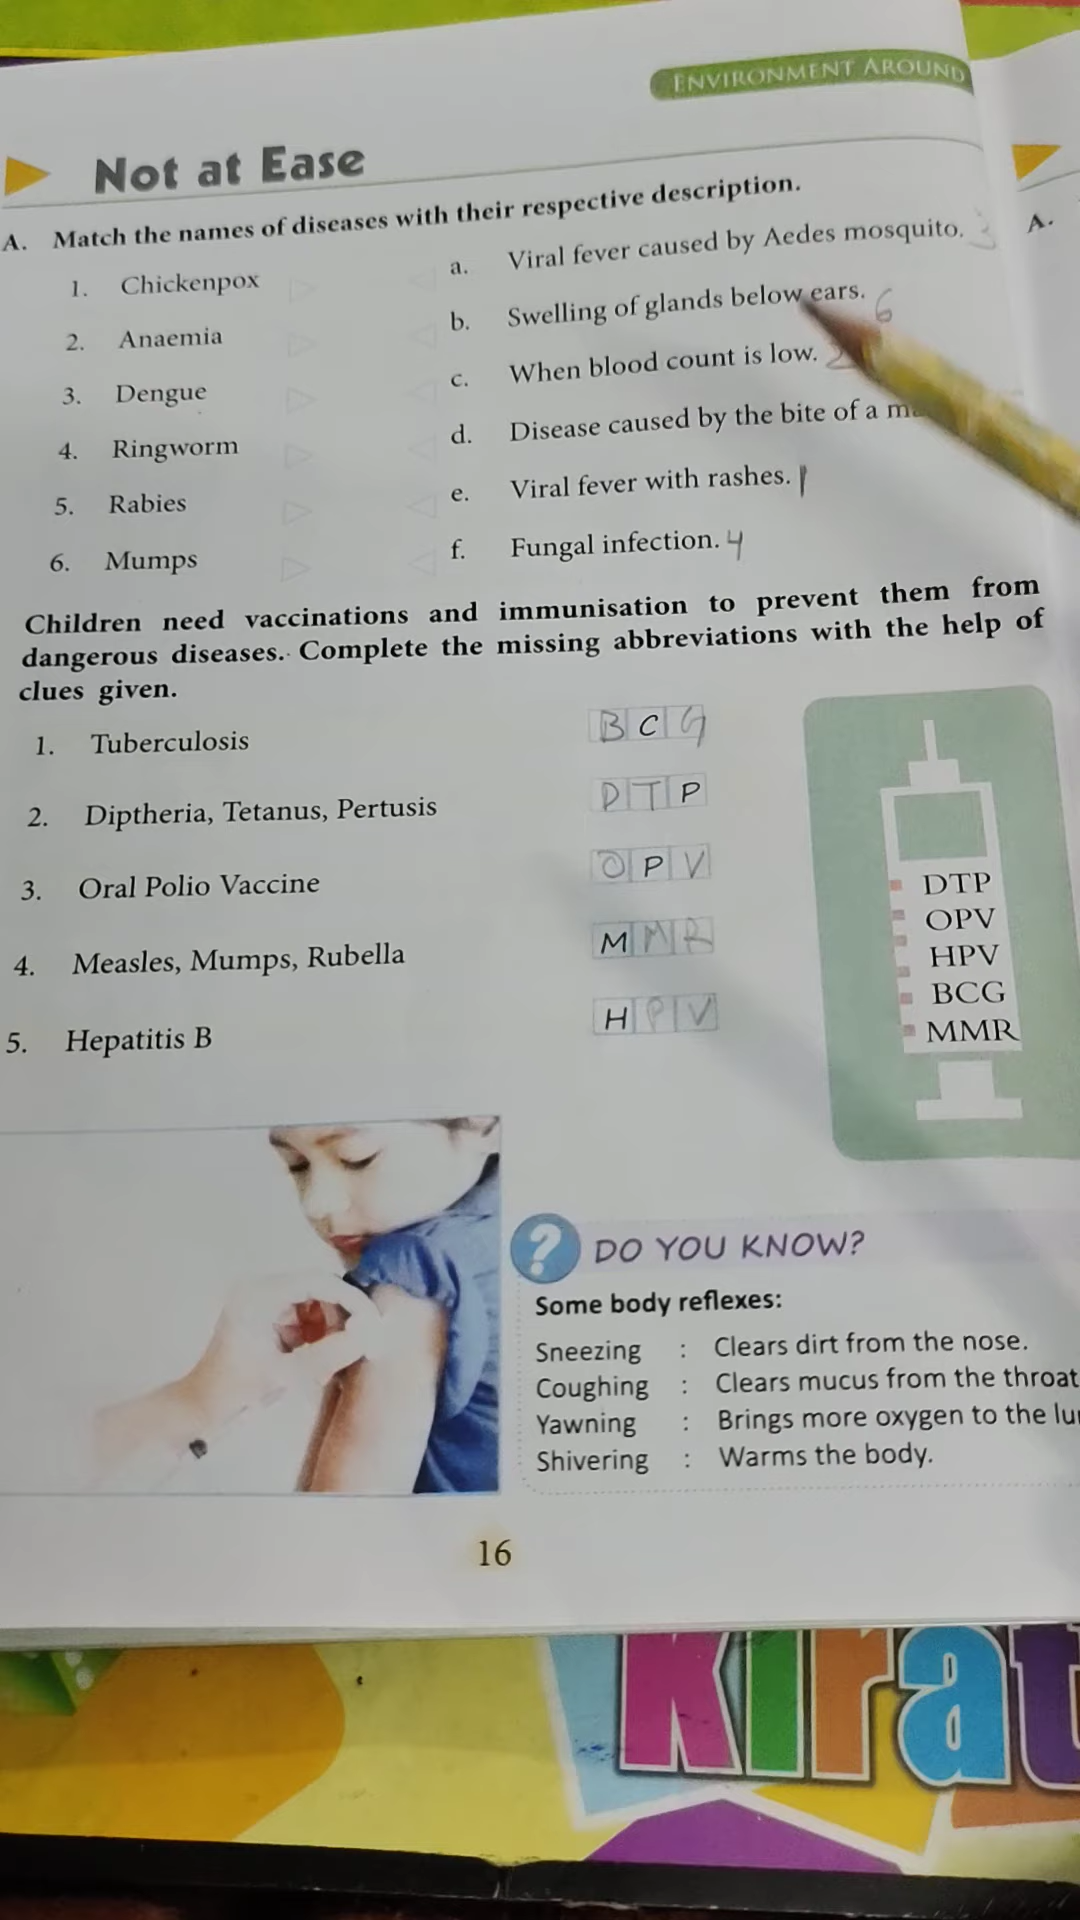 ENVIRONMENT AROUND
Not at Ease
A. Match the names of diseases with their respective description.
A.
1. Chickenpox a. Viral fever caused by Aedes mosquito. 3
2. Anaemia b. Swelling of glands below ears. 6
3. Dengue c. When blood count is low. 2
4. Ringworm d. Disease caused by the bite of a
5. Rabies e. Viral fever with rashes. 1
6. Mumps f. Fungal infection. 4
Children need vaccinations and immunisation to prevent them from
dangerous diseases. Complete the missing abbreviations with the help of
clues given.
1. Tuberculosis B C G
2. Diptheria, Tetanus, Pertusis D T P
3. Oral Polio Vaccine O P V
4. Measles, Mumps, Rubella M M R
5. Hepatitis B H P V
DTP
OPV
HPV
BCG
MMR
? DO YOU KNOW?
Some body reflexes:
Sneezing : Clears dirt from the nose.
Coughing : Clears mucus from the throat
Yawning : Brings more oxygen to the
Shivering : Warms the body.
16
kirat